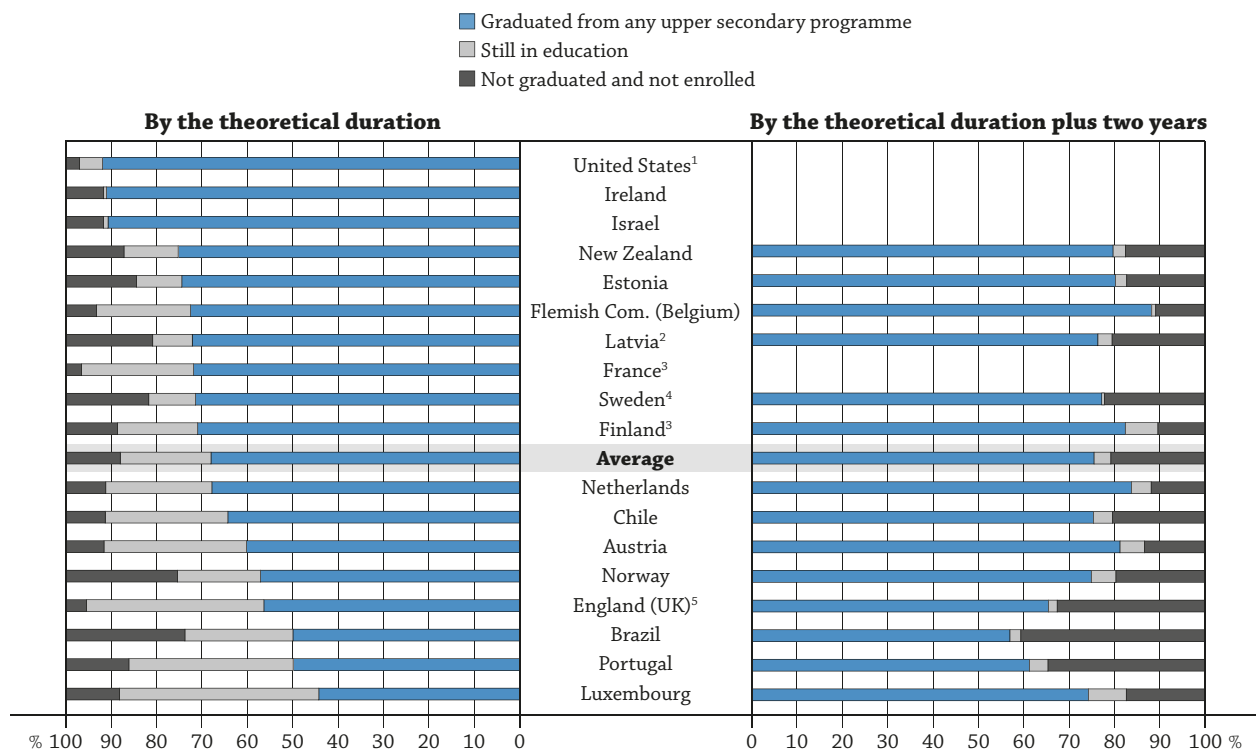 Graduated from any upper secondary programme
Still in education
Not graduated and not enrolled
By the theoretical duration
By the theoretical duration plus two years
United States¹
Ireland
Israel
New Zealand
Estonia
Flemish Com. (Belgium)
Latvia²
France³
Sweden⁴
Finland³
Average
Netherlands
Chile
Austria
Norway
England (UK)⁵
Brazil
Portugal
Luxembourg
% 100 90 80 70 60 50 40 30 20 10 0
0 10 20 30 40 50 60 70 80 90 100 %